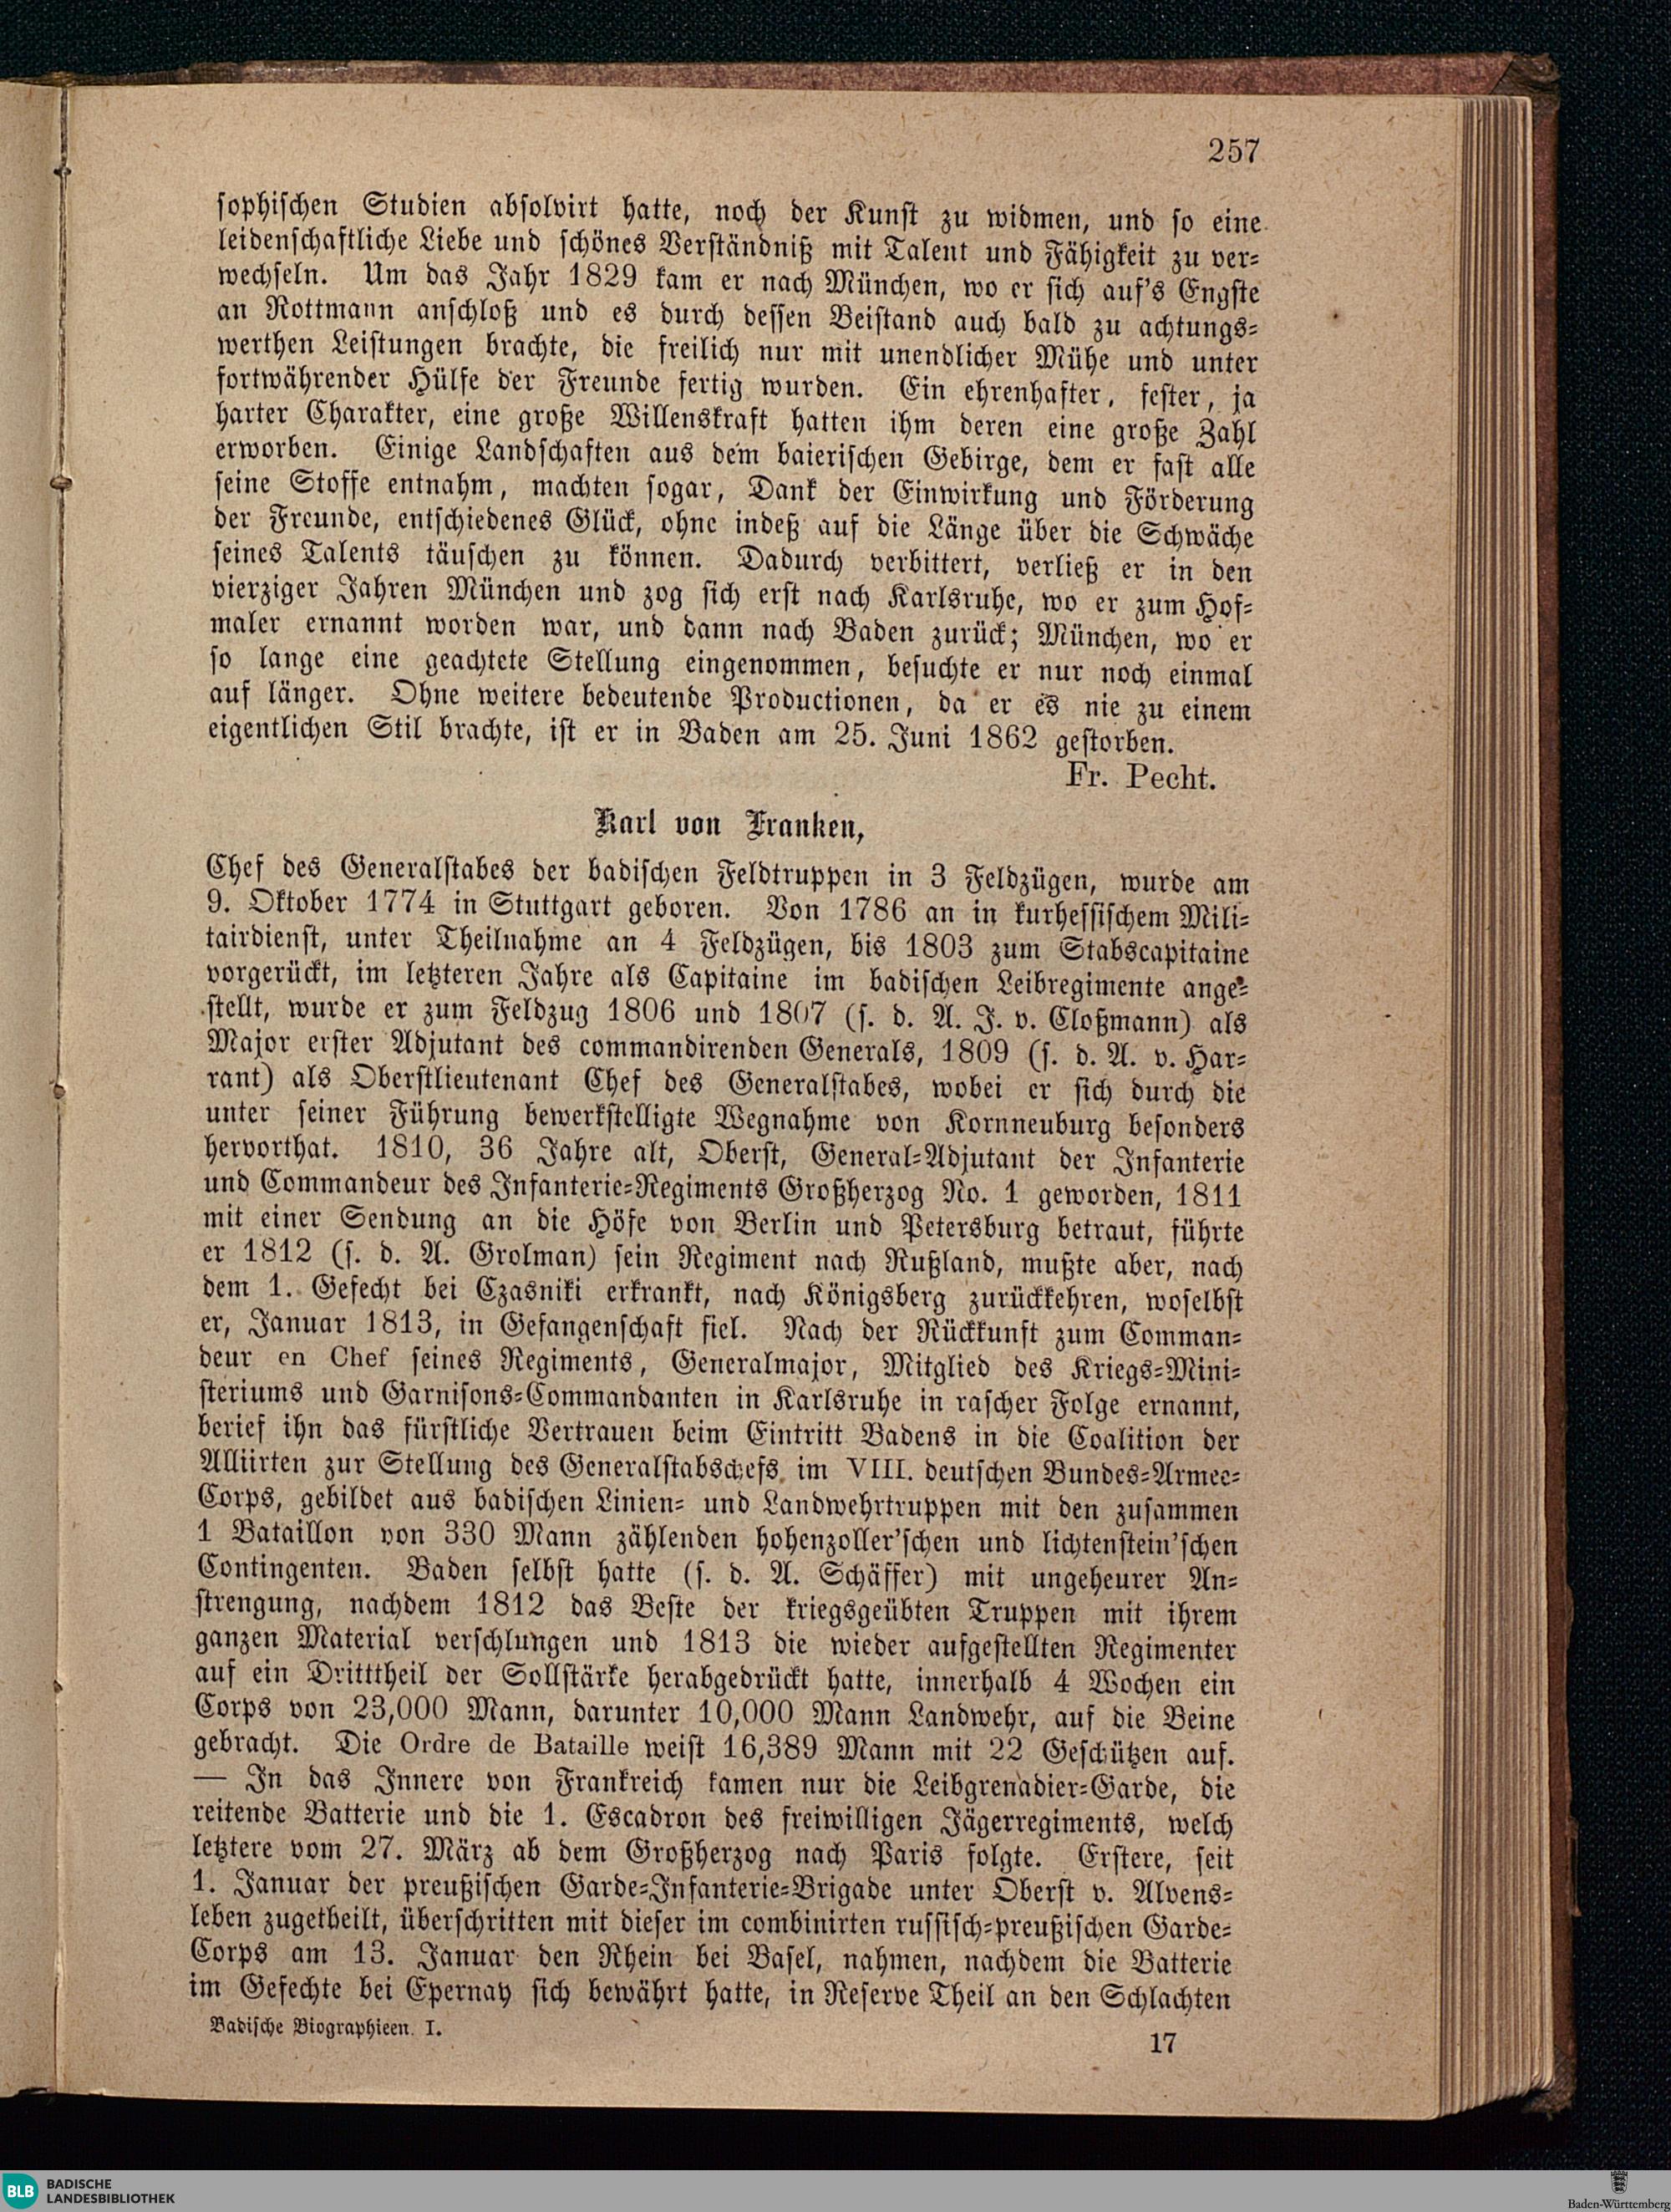 257
sophischen Studien absolvirt hatte, noch der Kunst zu widmen, und so eine
leidenschaftliche Liebe und schönes Verständniß mit Talent und Fähigkeit zu ver-
wechseln. Um das Jahr 1829 kam er nach München, wo er sich auf's Engste
an Rottmann anschloß und es durch dessen Beistand auch bald zu achtungs-
werthen Leistungen brachte, die freilich nur mit unendlicher Mühe und unter
fortwährender Hülfe der Freunde fertig wurden. Ein ehrenhafter, fester, ja
harter Charakter, eine große Willenskraft hatten ihm deren eine große Zahl
erworben. Einige Landschaften aus dem baierischen Gebirge, dem er fast alle
seine Stoffe entnahm, machten sogar, Dank der Einwirkung und Förderung
der Freunde, entschiedenes Glück, ohne indeß auf die Länge über die Schwäche
seines Talents täuschen zu können. Dadurch verbittert, verließ er in den
vierziger Jahren München und zog sich erst nach Karlsruhe, wo er zum Hof-
maler ernannt worden war, und dann nach Baden zurück; München, wo er
so lange eine geachtete Stellung eingenommen, besuchte er nur noch einmal
auf länger. Ohne weitere bedeutende Productionen, da er es nie zu einem
eigentlichen Stil brachte, ist er in Baden am 25. Juni 1862 gestorben.
Fr. Pecht.
Karl von Franken,
Chef des Generalstabes der badischen Feldtruppen in 3 Feldzügen, wurde am
9. Oktober 1774 in Stuttgart geboren. Von 1786 an in kurhessischem Mili-
tairdienst, unter Theilnahme an 4 Feldzügen, bis 1803 zum Stabscapitaine
vorgerückt, im letzteren Jahre als Capitaine im badischen Leibregimente ange-
stellt, wurde er zum Feldzug 1806 und 1807 (s. d. A. J. v. Cloßmann) als
Major erster Adjutant des commandirenden Generals, 1809 (s. d. A. v. Har-
rant) als Oberstlieutenant Chef des Generalstabes, wobei er sich durch die
unter seiner Führung bewerkstelligte Wegnahme von Kornneuburg besonders
hervorthat. 1810, 36 Jahre alt, Oberst, General-Adjutant der Infanterie
und Commandeur des Infanterie-Regiments Großherzog No. 1 geworden, 1811
mit einer Sendung an die Höfe von Berlin und Petersburg betraut, führte
er 1812 (s. d. A. Grolman) sein Regiment nach Rußland, mußte aber, nach
dem 1. Gefecht bei Czasniki erkrankt, nach Königsberg zurückkehren, woselbst
er, Januar 1813, in Gefangenschaft fiel. Nach der Rückkunft zum Comman-
deur en Chef seines Regiments, Generalmajor, Mitglied des Kriegs-Mini-
steriums und Garnisons-Commandanten in Karlsruhe in rascher Folge ernannt,
berief ihn das fürstliche Vertrauen beim Eintritt Badens in die Coalition der
Alliirten zur Stellung des Generalstabschefs im VIII. deutschen Bundes-Armee-
Corps, gebildet aus badischen Linien- und Landwehrtruppen mit den zusammen
1 Bataillon von 330 Mann zählenden hohenzoller'schen und lichtenstein'schen
Contingenten. Baden selbst hatte (s. d. A. Schäffer) mit ungeheurer An-
strengung, nachdem 1812 das Beste der kriegsgeübten Truppen mit ihrem
ganzen Material verschlungen und 1813 die wieder aufgestellten Regimenter
auf ein Dritttheil der Sollstärke herabgedrückt hatte, innerhalb 4 Wochen ein
Corps von 23,000 Mann, darunter 10,000 Mann Landwehr, auf die Beine
gebracht. Die Ordre de Bataille weist 16,389 Mann mit 22 Geschützen auf.
— In das Innere von Frankreich kamen nur die Leibgrenadier-Garde, die
reitende Batterie und die 1. Escadron des freiwilligen Jägerregiments, welch
letztere vom 27. März ab dem Großherzog nach Paris folgte. Erstere, seit
1. Januar der preußischen Garde-Infanterie-Brigade unter Oberst v. Alvens-
leben zugetheilt, überschritten mit dieser im combinirten russisch-preußischen Garde-
Corps am 13. Januar den Rhein bei Basel, nahmen, nachdem die Batterie
im Gefechte bei Epernay sich bewährt hatte, in Reserve Theil an den Schlachten
Badische Biographieen. I.
17
BLB BADISCHE
LANDESBIBLIOTHEK
Baden-Württemberg